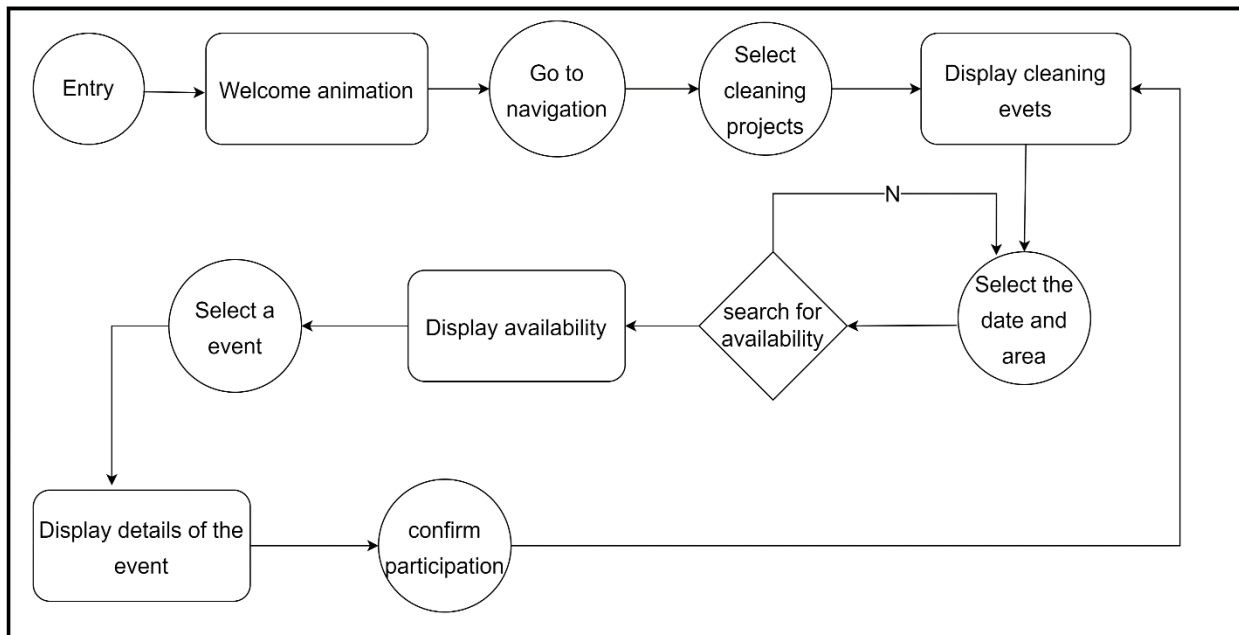 Entry
Welcome animation
Go to
navigation
Select
cleaning
projects
Display cleaning
evets
N
Select the
date and
area
search for
availability
Display availability
Select a
event
Display details of the
event
confirm
participation